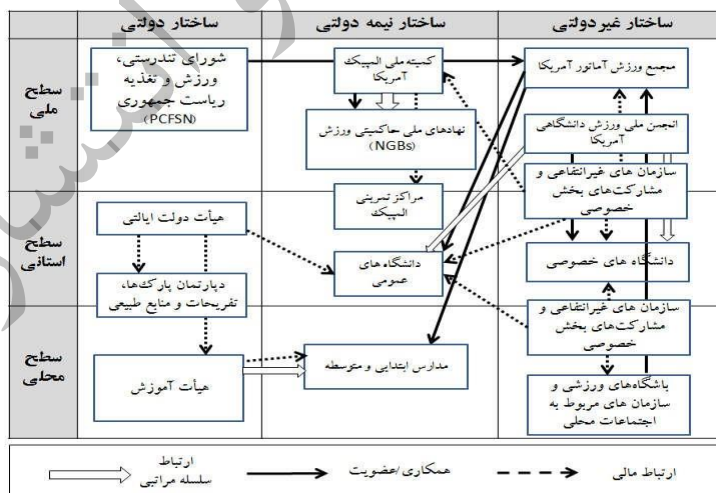 ساختار غیردولتی
ساختار نیمه دولتی
ساختار دولتی
سطح
ملی
مجمع ورزش آماتور آمریکا
کمیته ملی المپیک
آمریکا
شورای تندرستی،
ورزش و تغذیه
ریاست جمهوری
(PCFSN)
انجمن ملی ورزش دانشگاهی
آمریکا
نهادهای ملی حاکمیتی ورزش
(NGBs)
سازمان های غیرانتفاعی و
مشارکت‌های بخش
خصوصی
مراکز تمرینی
المپیک
سطح
استانی
هیأت دولت ایالتی
دانشگاه های خصوصی
دانشگاه های
عمومی
دپارتمان پارک‌ها،
تفریحات و منابع طبیعی
سطح
محلی
سازمان های غیرانتفاعی و
مشارکت‌های بخش
خصوصی
مدارس ابتدایی و متوسطه
هیأت آموزش
باشگاه‌های ورزشی و
سازمان های مربوط به
اجتماعات محلی
ارتباط مالی
همکاری/عضویت
ارتباط
سلسله مراتبی